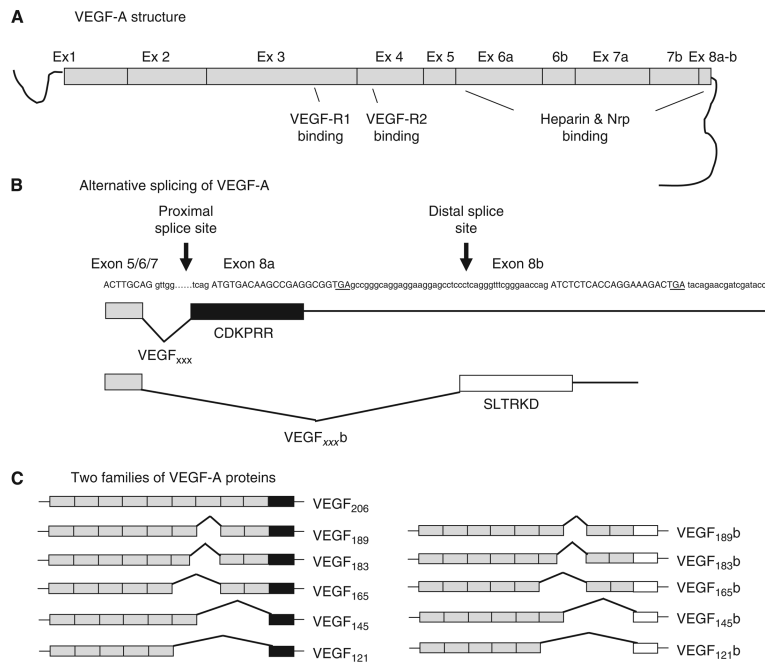 A VEGF-A structure
Ex1 Ex 2 Ex 3 Ex 4 Ex 5 Ex 6a 6b Ex 7a 7b Ex 8a-b
VEGF-R1 binding
VEGF-R2 binding
Heparin & Nrp binding
B Alternative splicing of VEGF-A
Proximal splice site
Distal splice site
Exon 5/6/7 Exon 8a Exon 8b
ACTTGCAG gttgg......tcag ATGTGACAAGCCGAGGCGGTGAgccgggcaggaggaaggagcctccctcagggtttcgggaaccag ATCTCTCACCAGGAAAGACTGA tacagaacgatcgatacc
CDKPRR
VEGFxxx
SLTRKD
VEGFxxxb
C Two families of VEGF-A proteins
VEGF206
VEGF189
VEGF183
VEGF165
VEGF145
VEGF121
VEGF189b
VEGF183b
VEGF165b
VEGF145b
VEGF121b